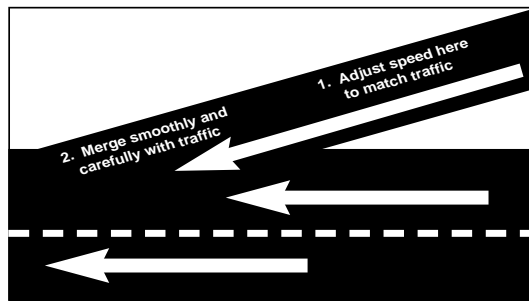 1. Adjust speed here
to match traffic
2. Merge smoothly and
carefully with traffic